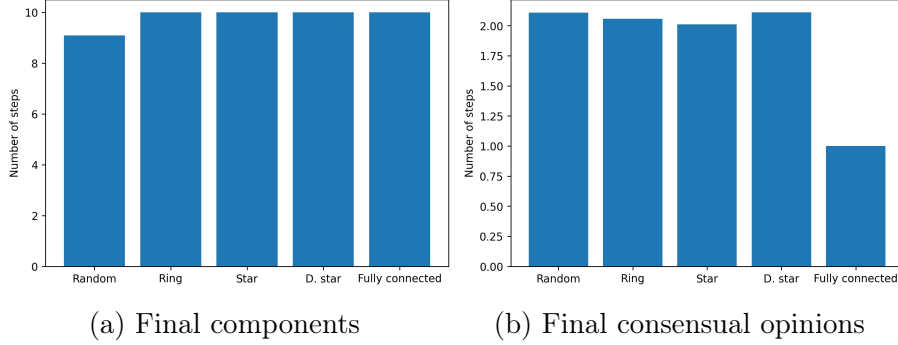 10
8
6
4
2
0
Number of steps
Random Ring Star D. star Fully connected
(a) Final components
2.00
1.75
1.50
1.25
1.00
0.75
0.50
0.25
0.00
Number of steps
Random Ring Star D. star Fully connected
(b) Final consensual opinions